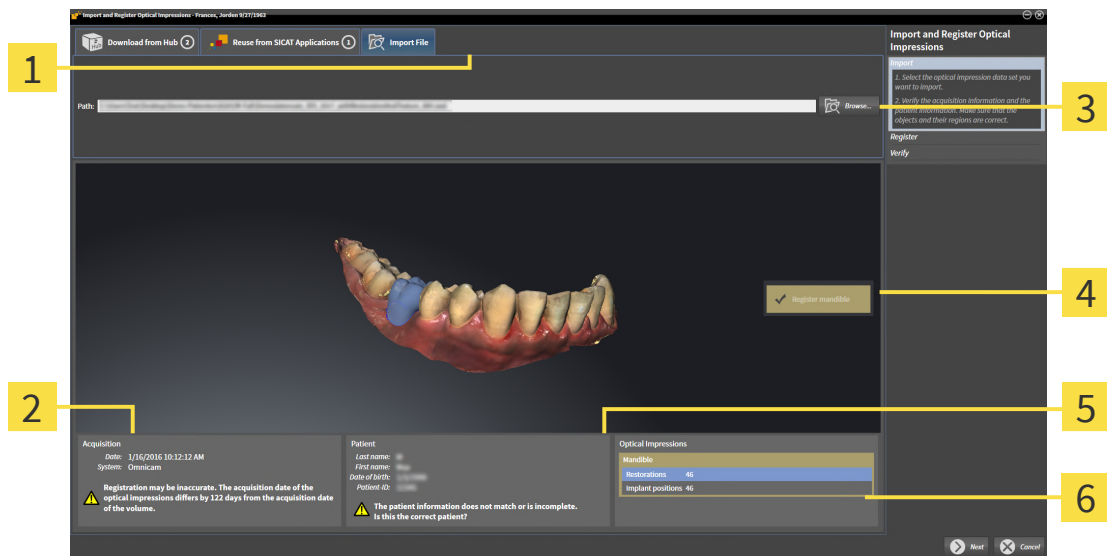 Import and Register Optical Impressions - Frances, Jorden 9/27/1963
Download from Hub 2
Reuse from SICAT Applications 1
Import File
1
Path:
Browse...
3
Import and Register Optical
Impressions
Import
1. Select the optical impression data set you
want to import.
2. Verify the acquisition information and the
patient information. Make sure that the
objects and their regions are correct.
Register
Verify
Register mandible
4
2
5
Acquisition
Date: 1/16/2016 10:12:12 AM
System: Omnicam
Registration may be inaccurate. The acquisition date of the
optical impressions differs by 122 days from the acquisition date
of the volume.
Patient
Last name:
First name:
Date of birth:
Patient-ID:
The patient information does not match or is incomplete.
Is this the correct patient?
Optical Impressions
Mandible
Restorations 46
Implant positions 46
6
Next
Cancel